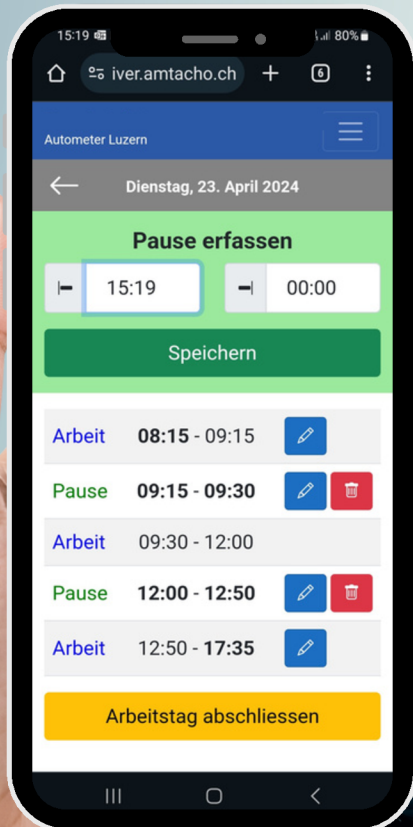 15:19 80%
iver.amtacho.ch 6
Autometer Luzern
Dienstag, 23. April 2024
Pause erfassen
15:19 00:00
Speichern
Arbeit 08:15 - 09:15
Pause 09:15 - 09:30
Arbeit 09:30 - 12:00
Pause 12:00 - 12:50
Arbeit 12:50 - 17:35
Arbeitstag abschliessen